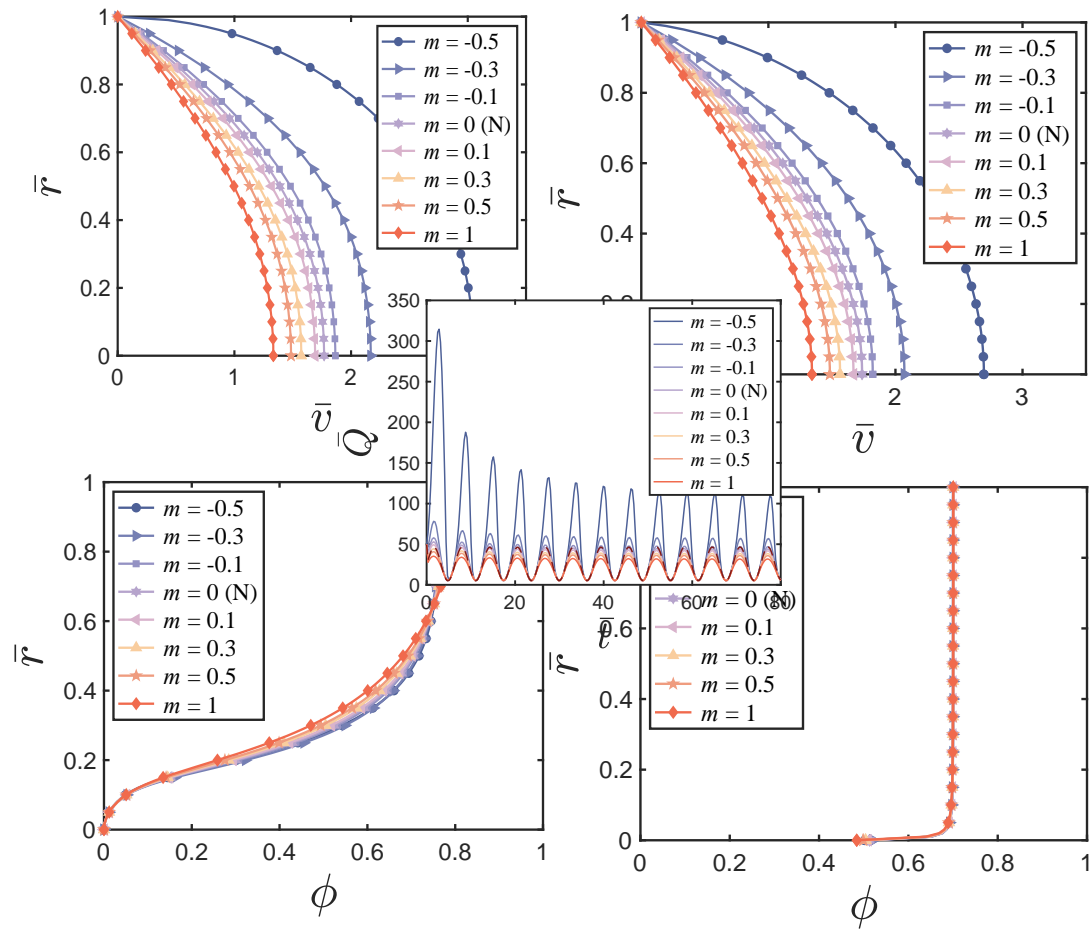 1
0.8
0.6
0.4
0.2
0
0
1
2
r̄
v̄
m = -0.5
m = -0.3
m = -0.1
m = 0 (N)
m = 0.1
m = 0.3
m = 0.5
m = 1
1
0.8
0.6
0.4
0.2
2
3
r̄
v̄
m = -0.5
m = -0.3
m = -0.1
m = 0 (N)
m = 0.1
m = 0.3
m = 0.5
m = 1
350
300
250
200
150
100
50
0
0
20
40
60
80
Q̄
t̄
m = -0.5
m = -0.3
m = -0.1
m = 0 (N)
m = 0.1
m = 0.3
m = 0.5
m = 1
1
0.8
0.6
0.4
0.2
0
0
0.2
0.4
0.6
0.8
1
r̄
ϕ
m = -0.5
m = -0.3
m = -0.1
m = 0 (N)
m = 0.1
m = 0.3
m = 0.5
m = 1
0.6
0.4
0.2
0
0
0.2
0.4
0.6
0.8
1
r̄
ϕ
m = 0 (N)
m = 0.1
m = 0.3
m = 0.5
m = 1